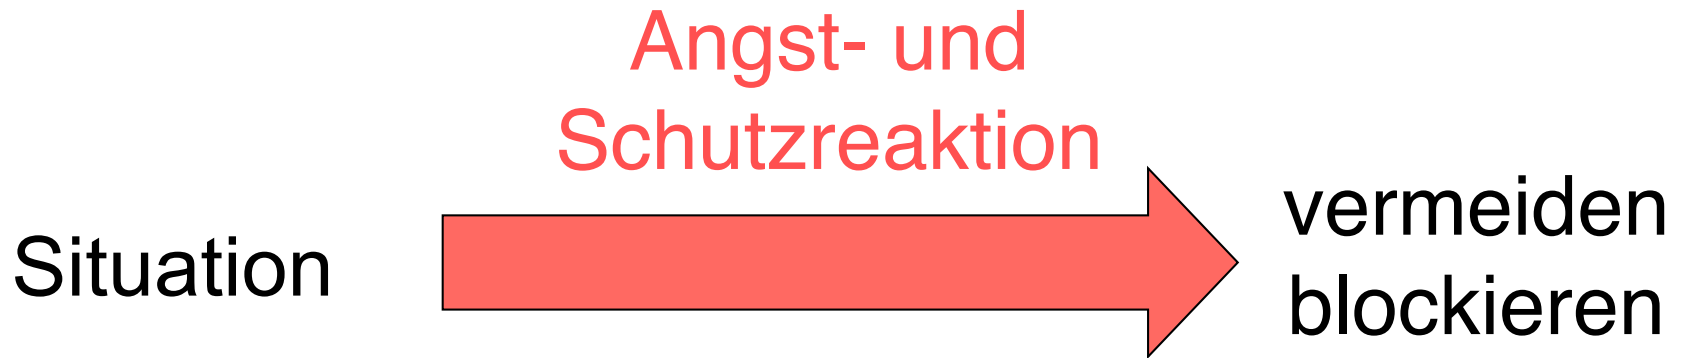 Angst- und
Schutzreaktion
Situation
vermeiden
blockieren